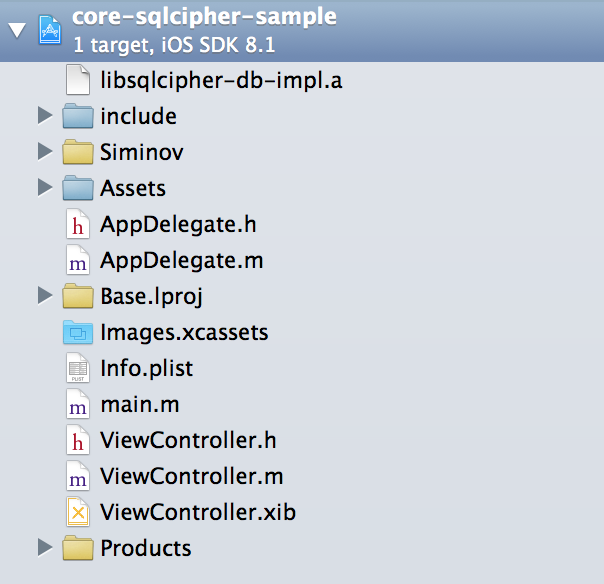 core-sqlcipher-sample
1 target, iOS SDK 8.1
libsqlcipher-db-impl.a
include
Siminov
Assets
h AppDelegate.h
m AppDelegate.m
Base.lproj
Images.xcassets
PLIST Info.plist
m main.m
h ViewController.h
m ViewController.m
ViewController.xib
Products